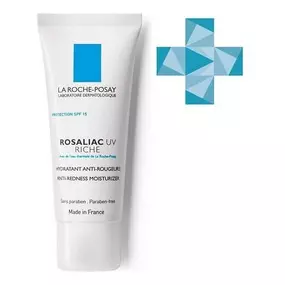 LA ROCHE-POSAY
LABORATOIRE DERMATOLOGIQUE
PROTECTION SPF 15
ROSALIAC UV
RICHE
HYDRATANT ANTI-ROUGEURS
ANTI-REDNESS MOISTURIZER
Sans paraben, Paraben-free
Made in France